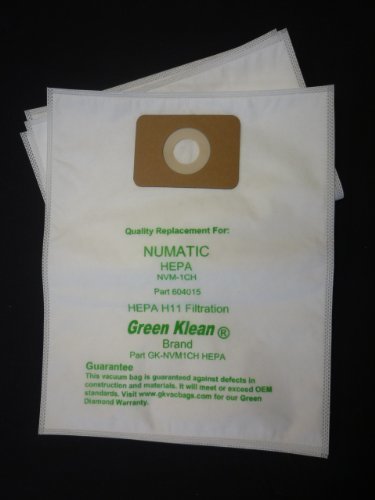 Quality Replacement For:
NUMATIC
HEPA
NVM-1CH
Part 604015
HEPA H11 Filtration
Green Klean ®
Brand
Part GK-NVM1CH HEPA
Guarantee
This vacuum bag is guaranteed against defects in
construction and materials. It will meet or exceed OEM
standards. Visit www.gkvacbags.com for our Green
Diamond Warranty.